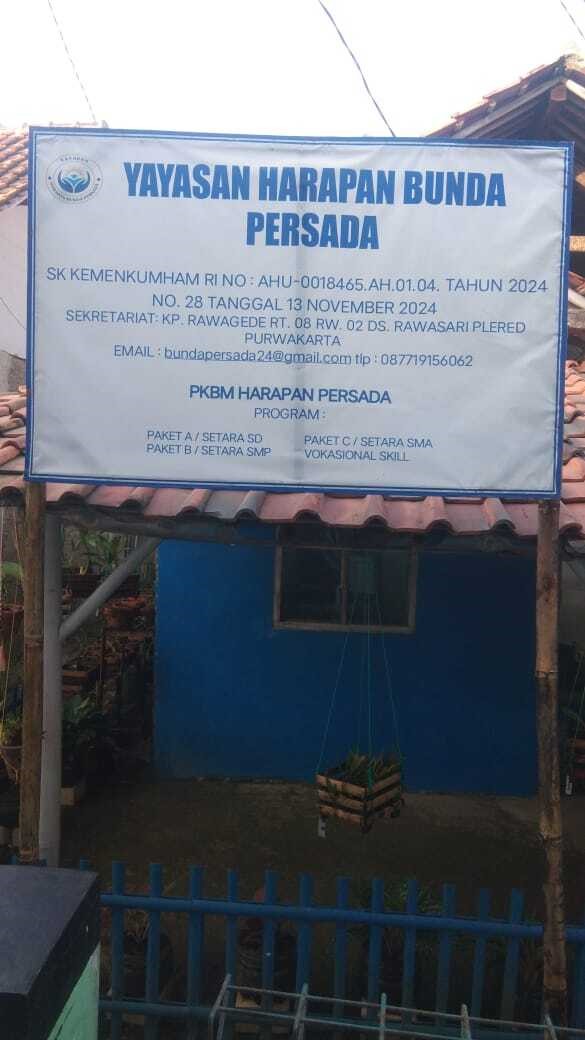 YAYASAN
YAYASAN HARAPAN BUNDA
PERSADA
SK KEMENKUMHAM RI NO : AHU-0018465.AH.01.04. TAHUN 2024
NO. 28 TANGGAL 13 NOVEMBER 2024
SEKRETARIAT: KP. RAWAGEDE RT. 08 RW. 02 DS. RAWASARI PLERED
PURWAKARTA
EMAIL : bundapersada24@gmail.com tlp : 087719156062
PKBM HARAPAN PERSADA
PROGRAM :
PAKET A / SETARA SD
PAKET B / SETARA SMP
PAKET C / SETARA SMA
VOKASIONAL SKILL